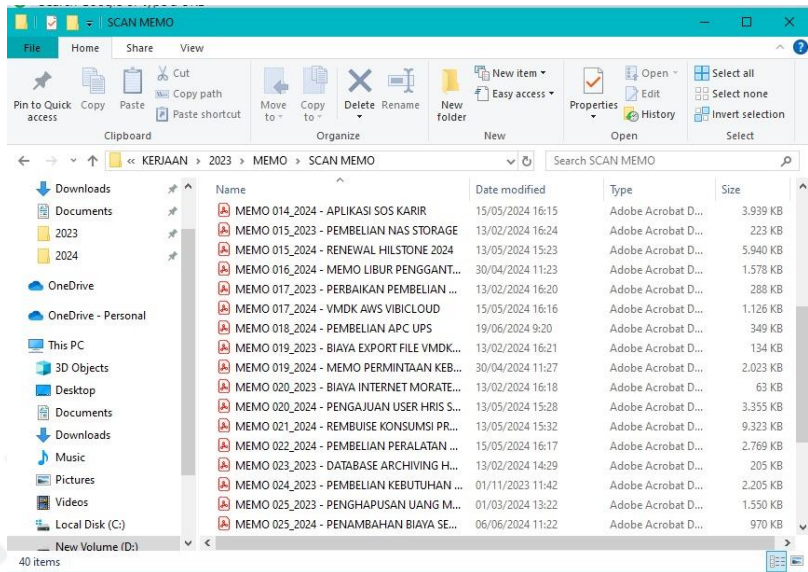 SCAN MEMO
File Home Share View
Pin to Quick access
Copy
Paste
Cut
Copy path
Paste shortcut
Clipboard
Move to
Copy to
Delete
Rename
Organize
New folder
New item
Easy access
New
Properties
Open
Edit
History
Open
Select all
Select none
Invert selection
Select
« KERJAAN > 2023 > MEMO > SCAN MEMO
Search SCAN MEMO
Downloads
Documents
2023
2024
OneDrive
OneDrive - Personal
This PC
3D Objects
Desktop
Documents
Downloads
Music
Pictures
Videos
Local Disk (C:)
New Volume (D:)
Name Date modified Type Size
MEMO 014_2024 - APLIKASI SOS KARIR 15/05/2024 16:15 Adobe Acrobat D... 3.939 KB
MEMO 015_2023 - PEMBELIAN NAS STORAGE 13/02/2024 16:24 Adobe Acrobat D... 223 KB
MEMO 015_2024 - RENEWAL HILSTONE 2024 13/05/2024 15:23 Adobe Acrobat D... 5.940 KB
MEMO 016_2024 - MEMO LIBUR PENGGANT... 30/04/2024 11:23 Adobe Acrobat D... 1.578 KB
MEMO 017_2023 - PERBAIKAN PEMBELIAN ... 13/02/2024 16:20 Adobe Acrobat D... 288 KB
MEMO 017_2024 - VMDK AWS VIBICLOUD 15/05/2024 16:16 Adobe Acrobat D... 1.126 KB
MEMO 018_2024 - PEMBELIAN APC UPS 19/06/2024 9:20 Adobe Acrobat D... 349 KB
MEMO 019_2023 - BIAYA EXPORT FILE VMDK... 13/02/2024 16:21 Adobe Acrobat D... 134 KB
MEMO 019_2024 - MEMO PERMINTAAN KEB... 30/04/2024 11:27 Adobe Acrobat D... 2.023 KB
MEMO 020_2023 - BIAYA INTERNET MORATE... 13/02/2024 16:18 Adobe Acrobat D... 63 KB
MEMO 020_2024 - PENGAJUAN USER HRIS S... 13/05/2024 15:28 Adobe Acrobat D... 3.355 KB
MEMO 021_2024 - REMBUISE KONSUMSI PR... 13/05/2024 15:32 Adobe Acrobat D... 9.323 KB
MEMO 022_2024 - PEMBELIAN PERALATAN ... 15/05/2024 16:17 Adobe Acrobat D... 2.769 KB
MEMO 023_2023 - DATABASE ARCHIVING H... 13/02/2024 14:29 Adobe Acrobat D... 205 KB
MEMO 024_2023 - PEMBELIAN KEBUTUHAN ... 01/11/2023 11:42 Adobe Acrobat D... 2.205 KB
MEMO 025_2023 - PENGHAPUSAN UANG M... 01/03/2024 13:22 Adobe Acrobat D... 1.550 KB
MEMO 025_2024 - PENAMBAHAN BIAYA SE... 06/06/2024 11:22 Adobe Acrobat D... 970 KB
40 items